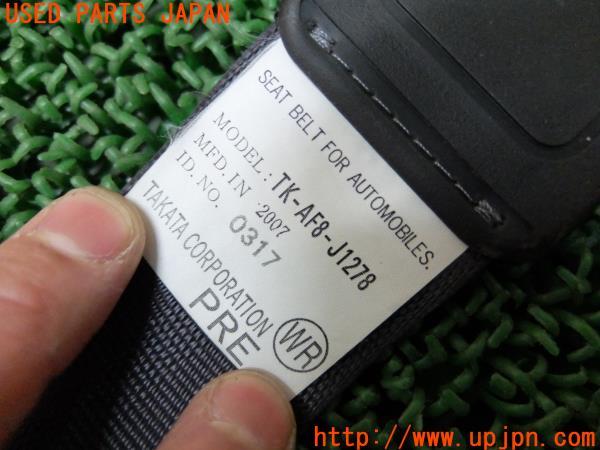 USED PARTS JAPAN
SEAT BELT FOR AUTOMOBILES.
MODEL: TK-AF8-J1278
MFD. IN 2007
ID. NO. 0317
TAKATA CORPORATION
PRE WR
http://www.upjpn.com